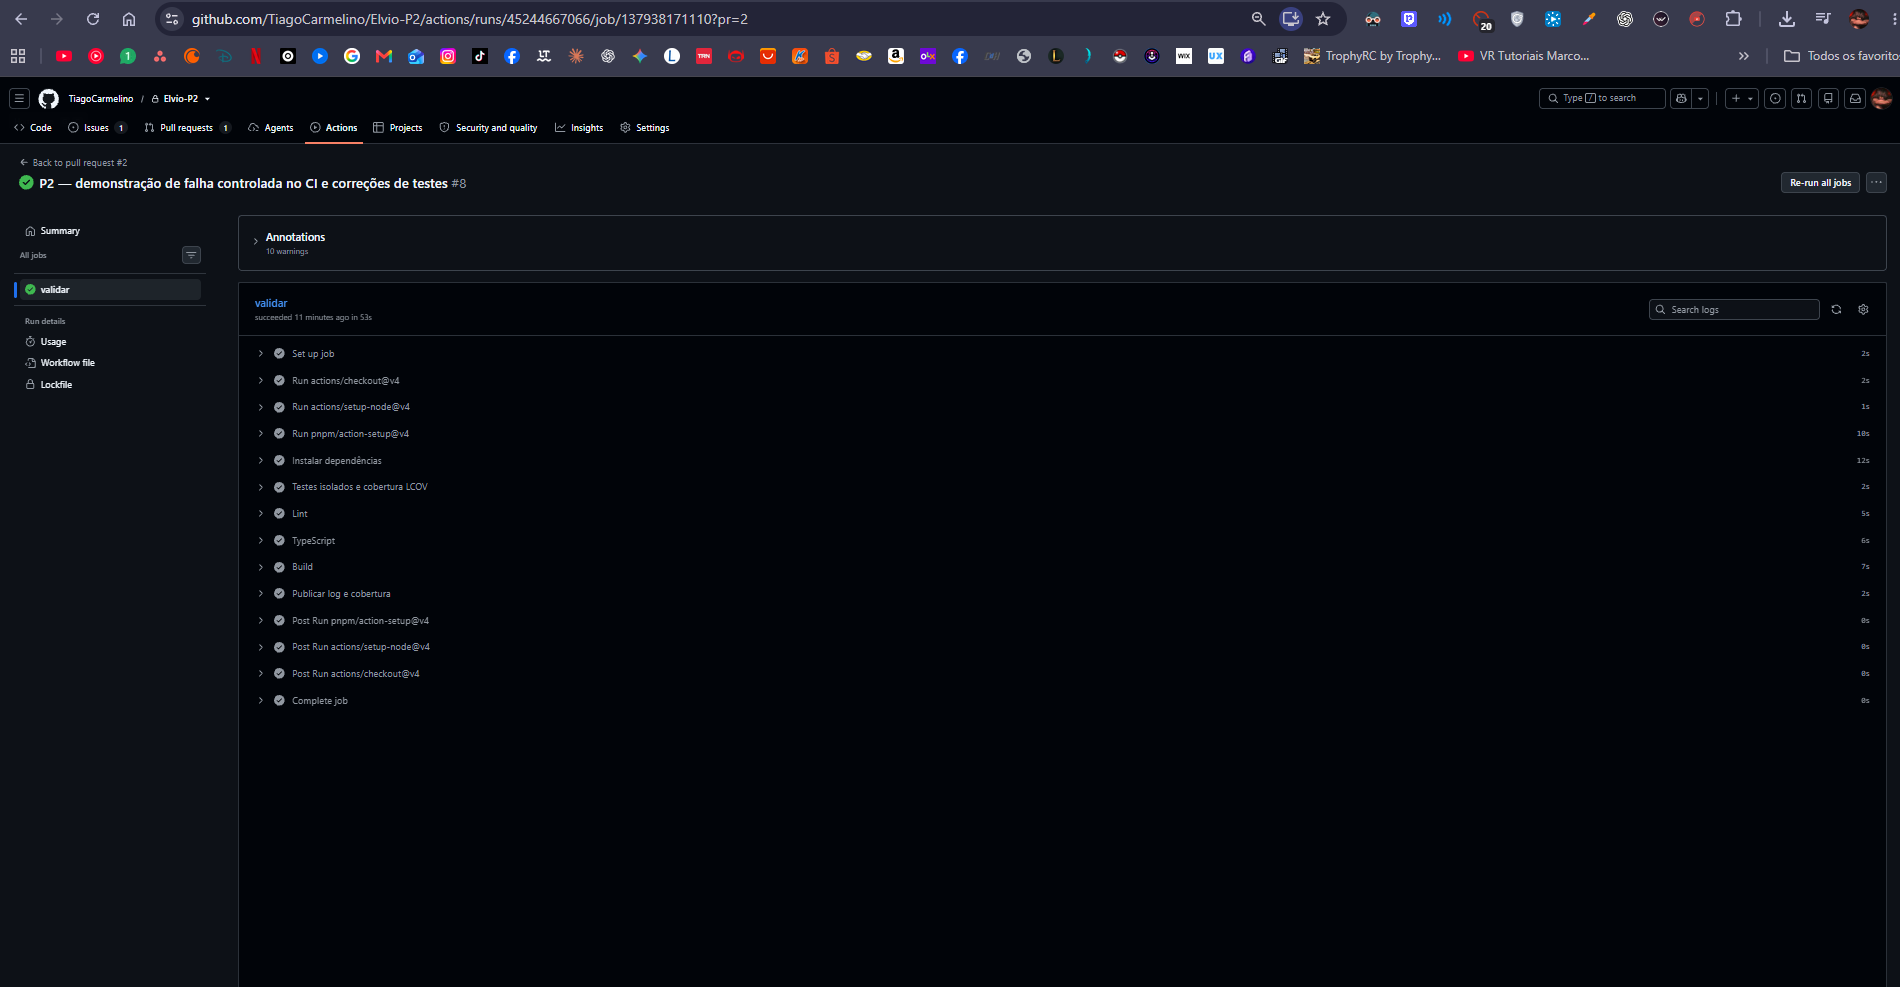 github.com/TiagoCarmelino/Elvio-P2/actions/runs/45244667066/job/137938171110?pr=2
20
1
TRN
olx
WiX
UX
GIF
TrophyRC by Trophy...
VR Tutoriais Marco...
Todos os favoritos
TiagoCarmelino / Elvio-P2
Type / to search
Code
Issues 1
Pull requests 1
Agents
Actions
Projects
Security and quality
Insights
Settings
Back to pull request #2
P2 — demonstração de falha controlada no CI e correções de testes #8
Re-run all jobs
Summary
All jobs
validar
Run details
Usage
Workflow file
Lockfile
Annotations
10 warnings
validar
succeeded 11 minutes ago in 53s
Search logs
Set up job 2s
Run actions/checkout@v4 2s
Run actions/setup-node@v4 1s
Run pnpm/action-setup@v4 10s
Instalar dependências 12s
Testes isolados e cobertura LCOV 2s
Lint 5s
TypeScript 6s
Build 7s
Publicar log e cobertura 2s
Post Run pnpm/action-setup@v4 0s
Post Run actions/setup-node@v4 0s
Post Run actions/checkout@v4 0s
Complete job 0s